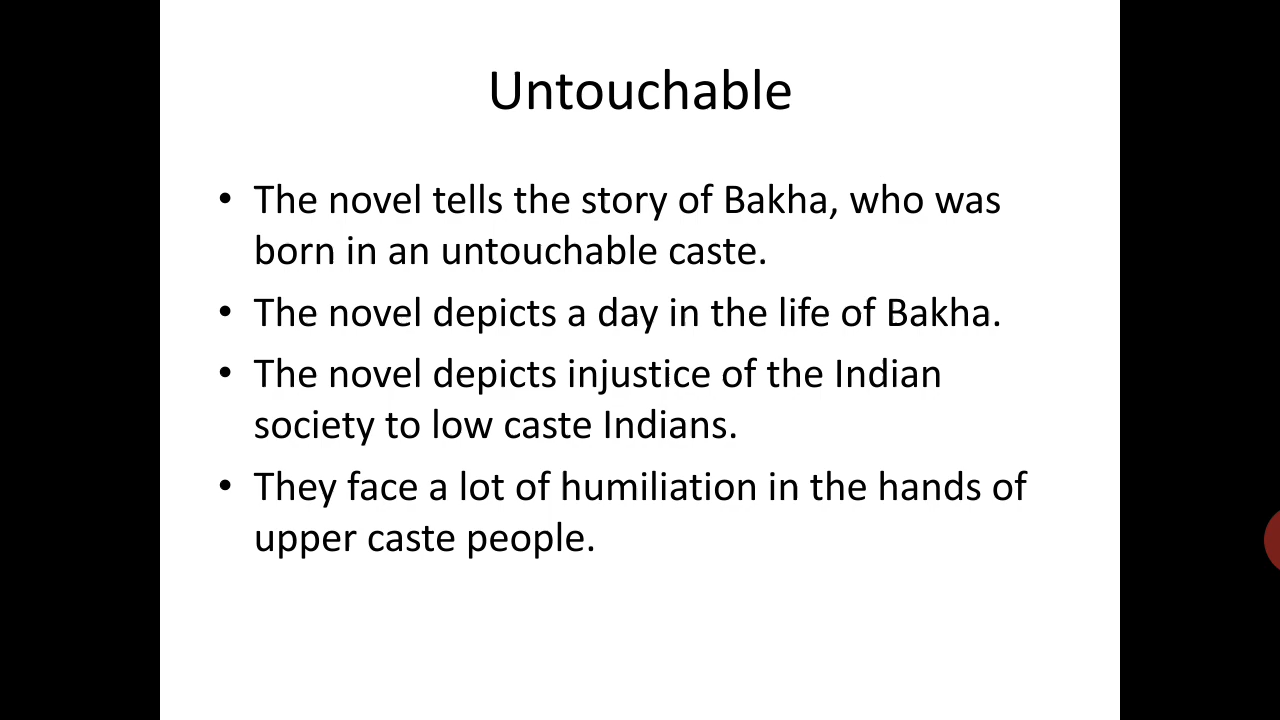 Untouchable
• The novel tells the story of Bakha, who was
born in an untouchable caste.
• The novel depicts a day in the life of Bakha.
• The novel depicts injustice of the Indian
society to low caste Indians.
• They face a lot of humiliation in the hands of
upper caste people.